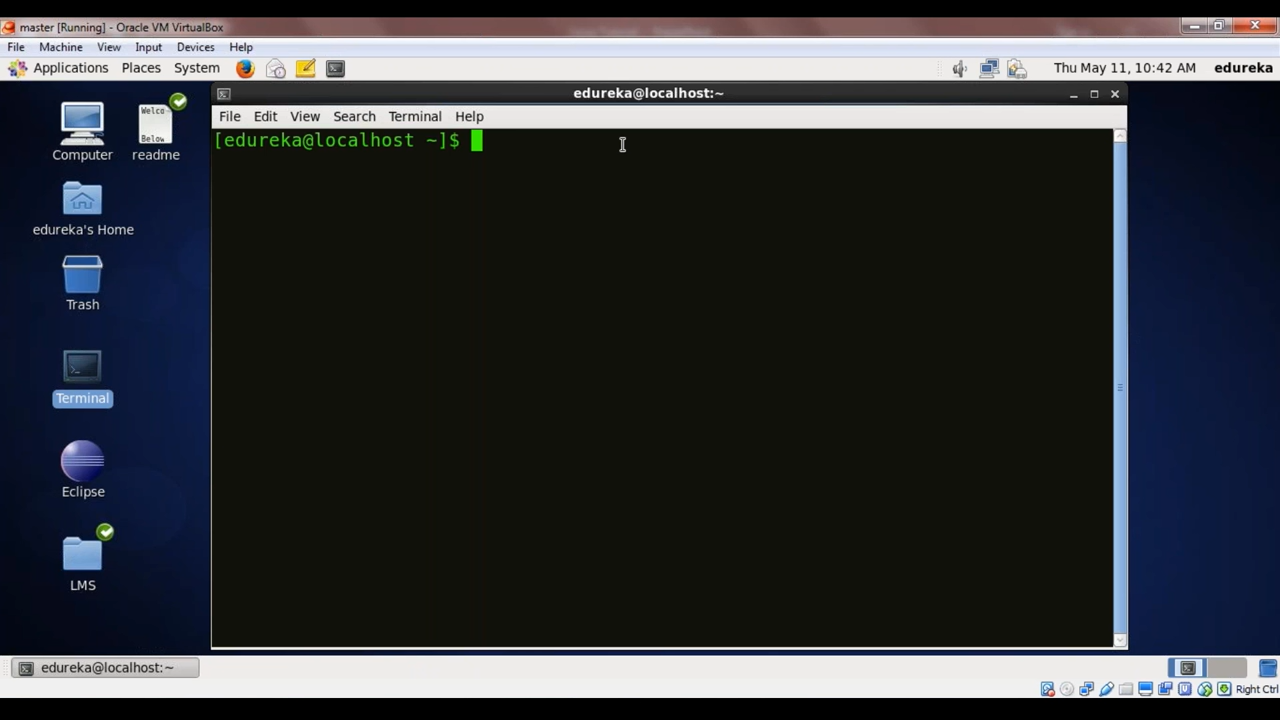 master [Running] - Oracle VM VirtualBox
File Machine View Input Devices Help
Applications Places System Thu May 11, 10:42 AM edureka
edureka@localhost:~
File Edit View Search Terminal Help
[edureka@localhost ~]$
Welco
Below
Computer
readme
edureka's Home
Trash
Terminal
Eclipse
LMS
edureka@localhost:~
Right Ctrl